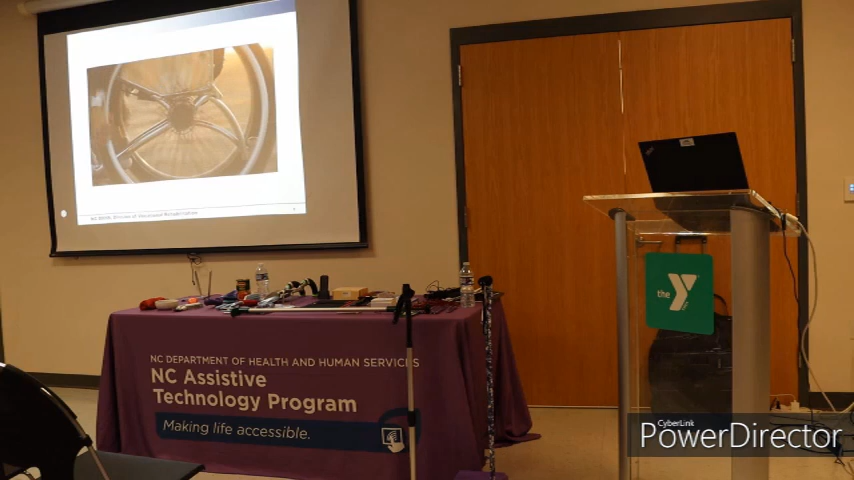 NC DEPARTMENT OF HEALTH AND HUMAN SERVICES
NC Assistive
Technology Program
Making life accessible.
the Y
CyberLink
PowerDirector